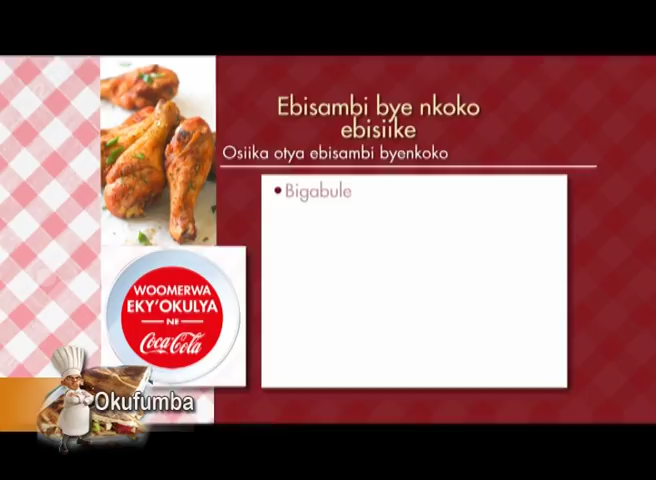 Ebisambi bye nkoko
ebisiike
Osiika otya ebisambi byenkoko
• Bigabule
WOOMERWA
EKY'OKULYA
NE
Coca-Cola
Okufumba